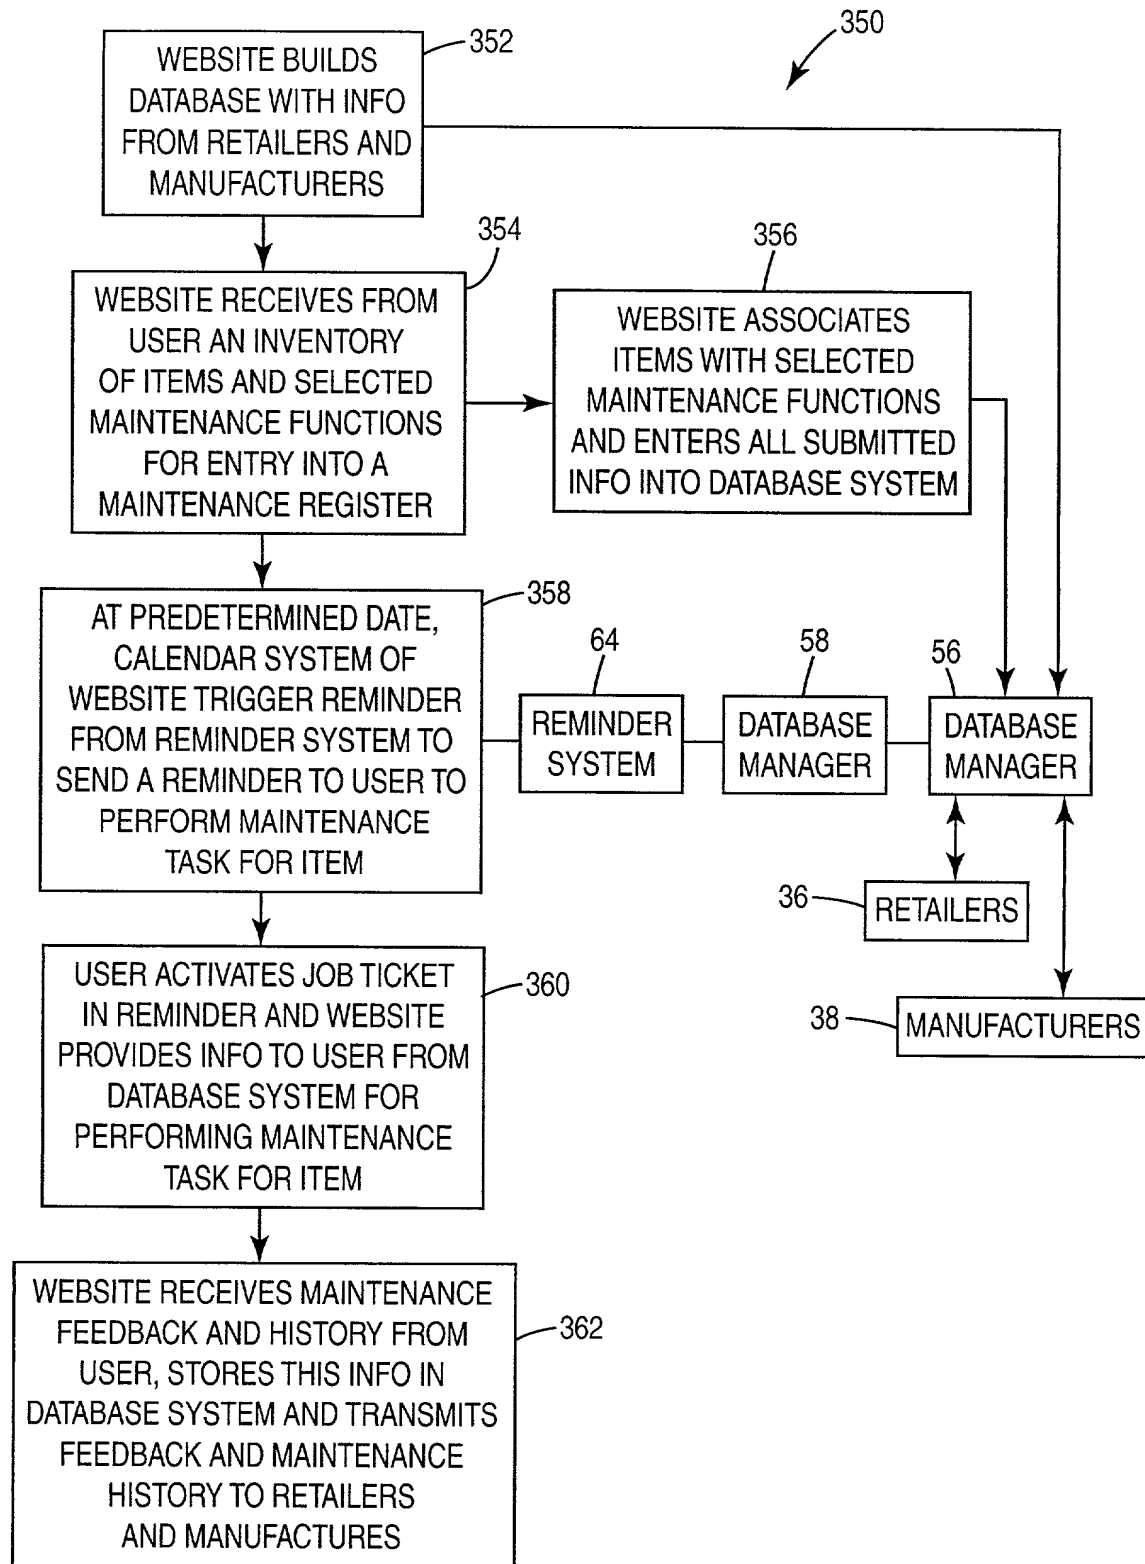 350
352
WEBSITE BUILDS
DATABASE WITH INFO
FROM RETAILERS AND
MANUFACTURERS
354
WEBSITE RECEIVES FROM
USER AN INVENTORY
OF ITEMS AND SELECTED
MAINTENANCE FUNCTIONS
FOR ENTRY INTO A
MAINTENANCE REGISTER
356
WEBSITE ASSOCIATES
ITEMS WITH SELECTED
MAINTENANCE FUNCTIONS
AND ENTERS ALL SUBMITTED
INFO INTO DATABASE SYSTEM
358
AT PREDETERMINED DATE,
CALENDAR SYSTEM OF
WEBSITE TRIGGER REMINDER
FROM REMINDER SYSTEM TO
SEND A REMINDER TO USER TO
PERFORM MAINTENANCE
TASK FOR ITEM
64
REMINDER
SYSTEM
58
DATABASE
MANAGER
56
DATABASE
MANAGER
36
RETAILERS
38
MANUFACTURERS
360
USER ACTIVATES JOB TICKET
IN REMINDER AND WEBSITE
PROVIDES INFO TO USER FROM
DATABASE SYSTEM FOR
PERFORMING MAINTENANCE
TASK FOR ITEM
362
WEBSITE RECEIVES MAINTENANCE
FEEDBACK AND HISTORY FROM
USER, STORES THIS INFO IN
DATABASE SYSTEM AND TRANSMITS
FEEDBACK AND MAINTENANCE
HISTORY TO RETAILERS
AND MANUFACTURES